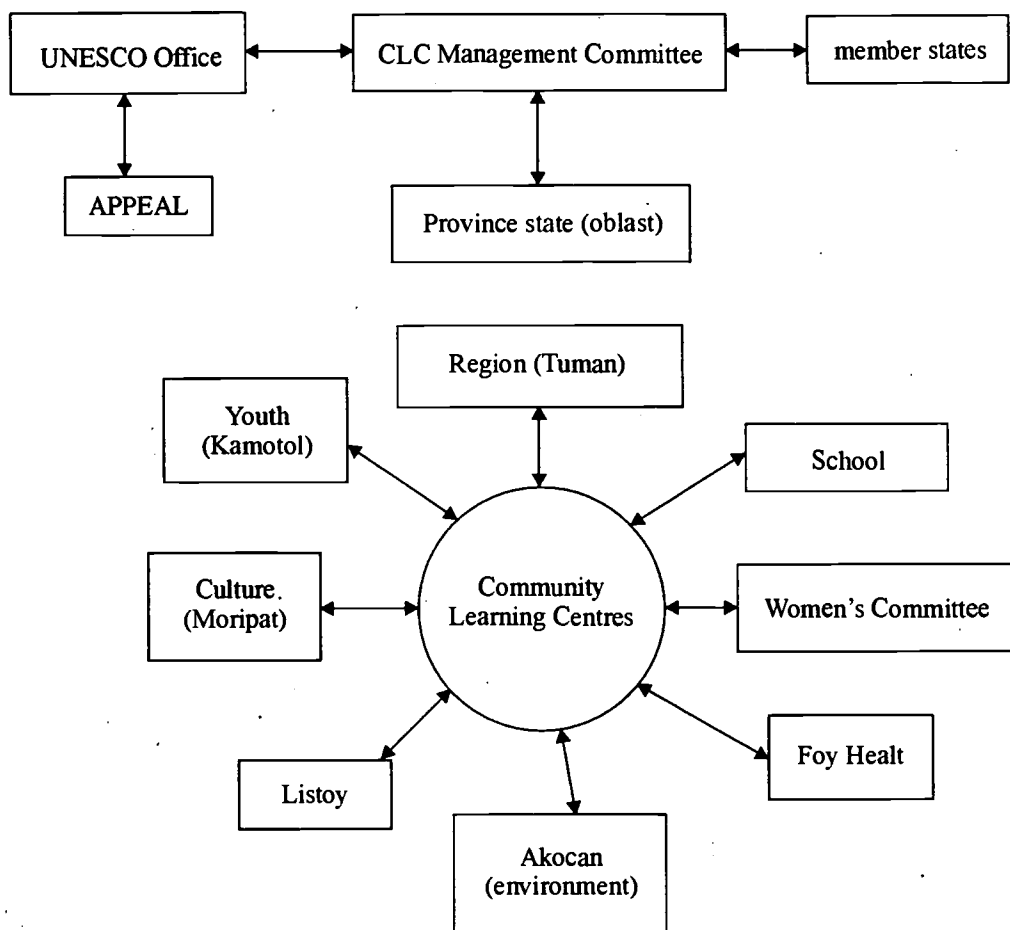 UNESCO Office
CLC Management Committee
member states
APPEAL
Province state (oblast)
Region (Tuman)
Youth
(Kamotol)
School
Culture.
(Moripat)
Community
Learning Centres
Women's Committee
Foy Healt
Listoy
Akocan
(environment)